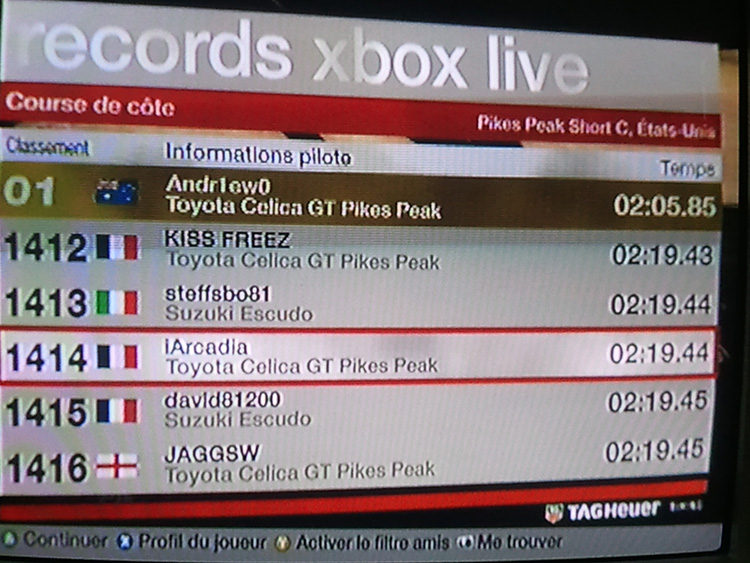 records xbox live
Course de côte
Pikes Peak Short C, États-Unis
Classement Informations pilote Temps
01 Andr1ew0 02:05.85
Toyota Celica GT Pikes Peak
1412 KISS FREEZ 02:19.43
Toyota Celica GT Pikes Peak
1413 steffsbo81 02:19.44
Suzuki Escudo
1414 iArcadia 02:19.44
Toyota Celica GT Pikes Peak
1415 david81200 02:19.45
Suzuki Escudo
1416 JAGGSW 02:19.45
Toyota Celica GT Pikes Peak
TAGHeuer
A Continuer X Profil du joueur Y Activer le filtre amis Me trouver